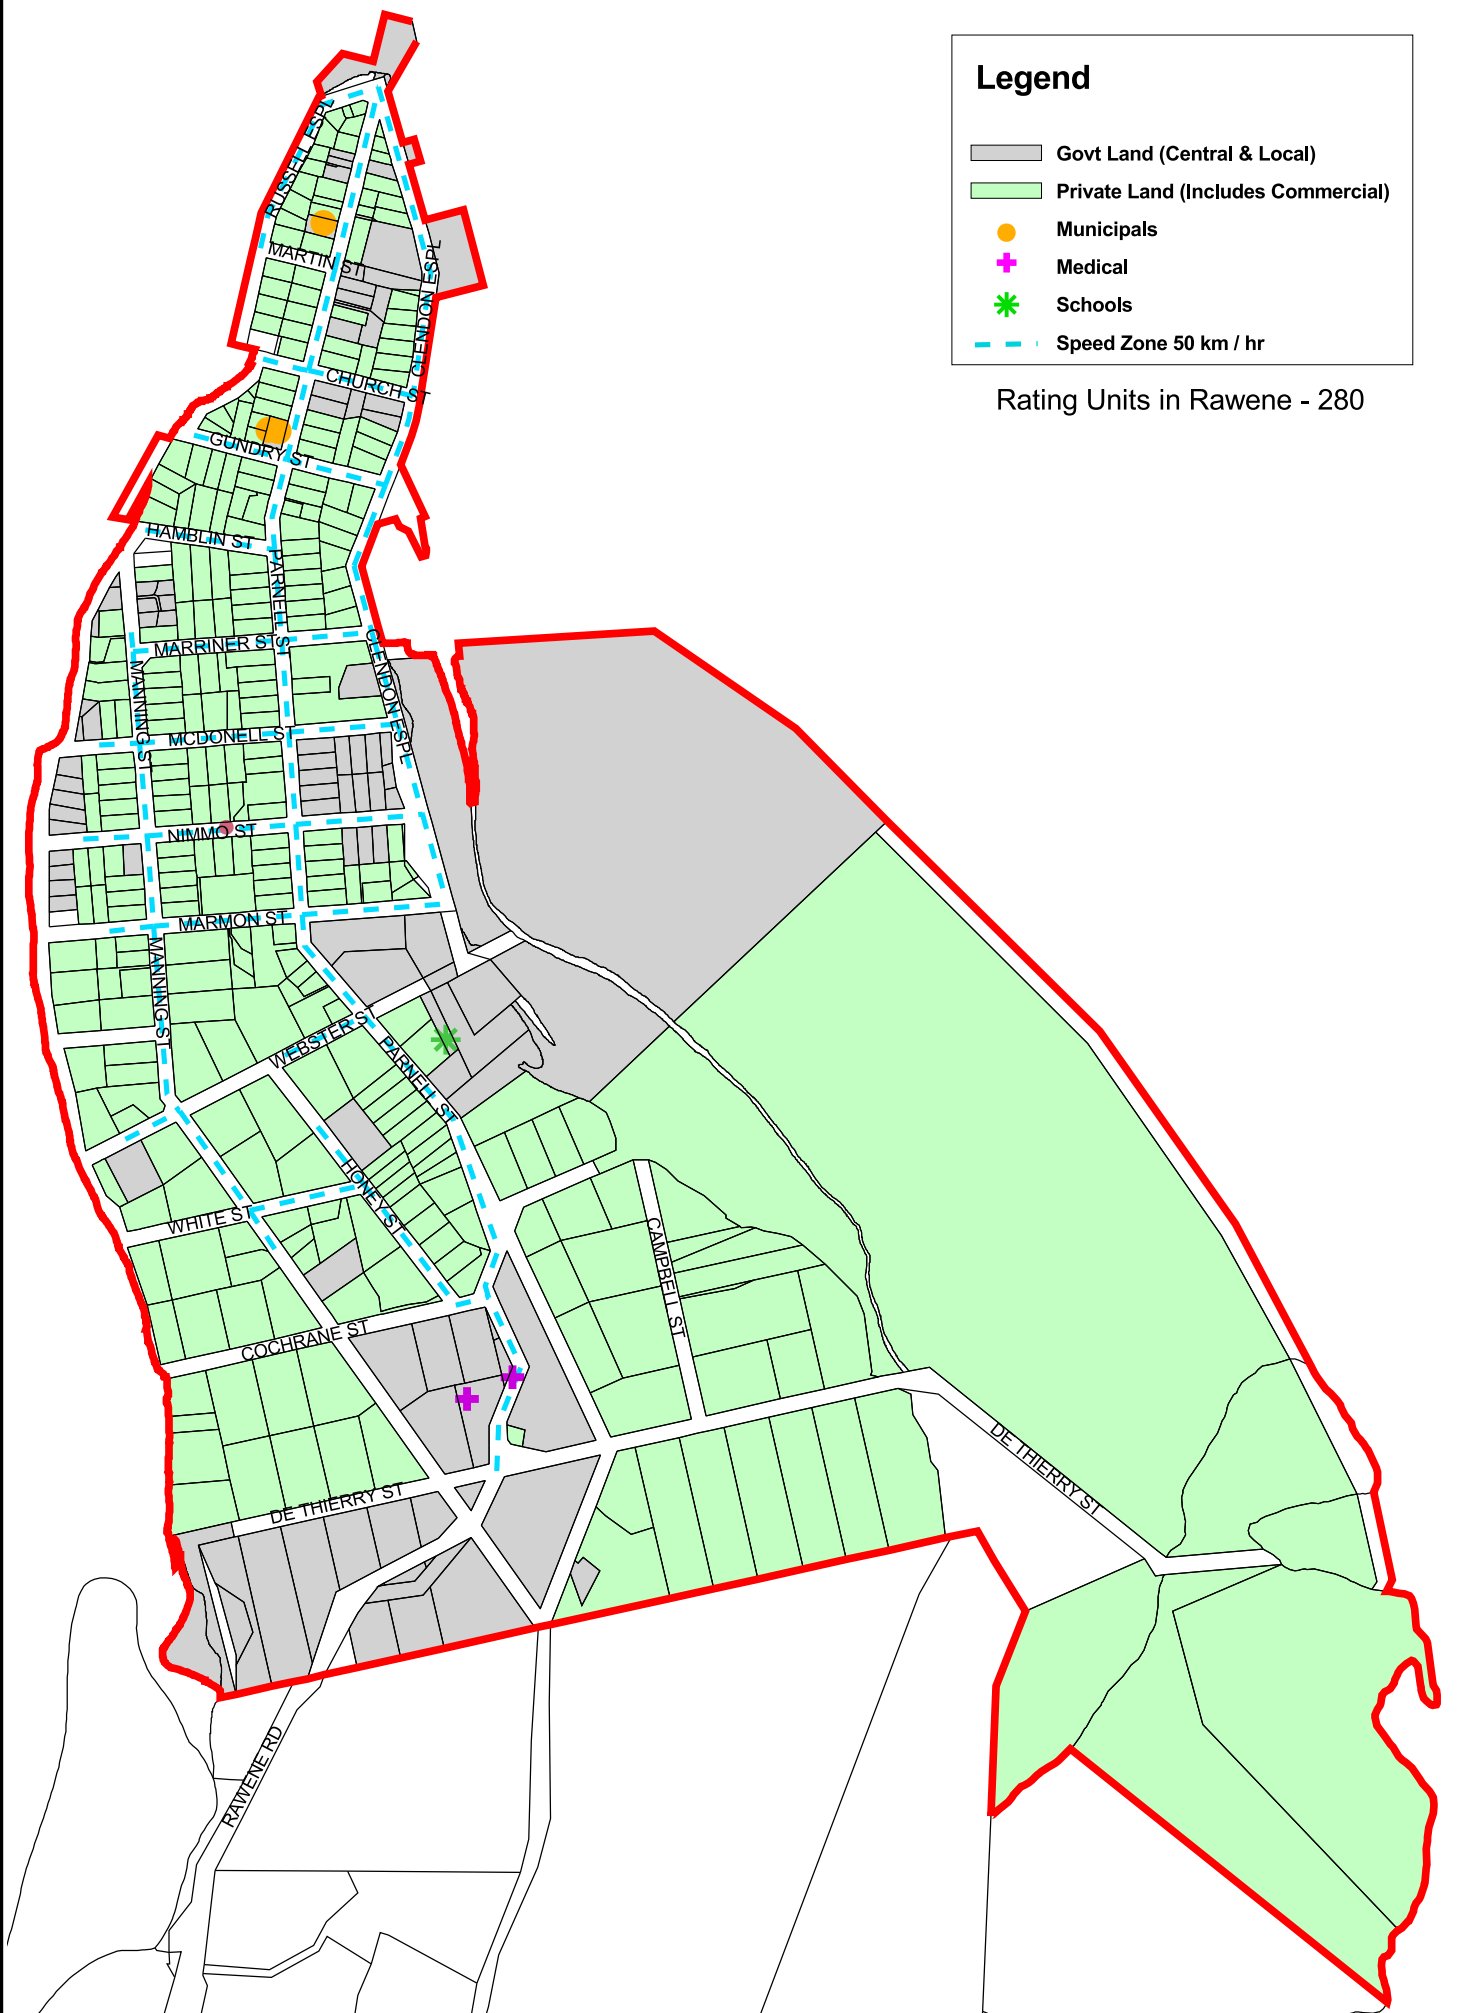 Legend
Govt Land (Central & Local)
Private Land (Includes Commercial)
Municipals
Medical
Schools
Speed Zone 50 km / hr
Rating Units in Rawene - 280
RUSSELL ESPL
MARTIN ST
CLENDON ESPL
CHURCH ST
GUNDRY ST
HAMBLIN ST
PARNELL ST
MARRINER ST
CLENDON ESPL
MANNING ST
MCDONELL ST
NIMMO ST
MARMON ST
MANNING ST
WEBSTER ST
PARNELL ST
HONEY ST
WHITE ST
CAMPBELL ST
COCHRANE ST
DE THIERRY ST
DE THIERRY ST
RAWENE RD